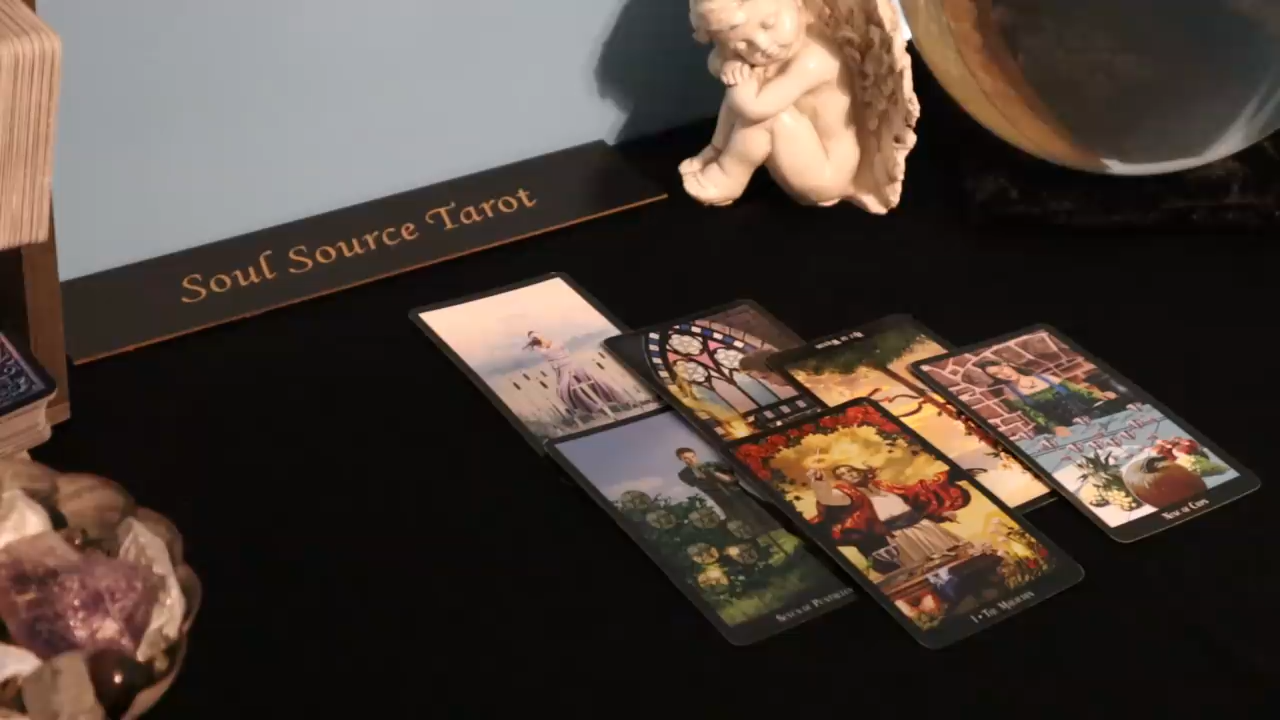 Soul Source Tarot
Seven of Pentacles
I • The Magician
Nine of Cups